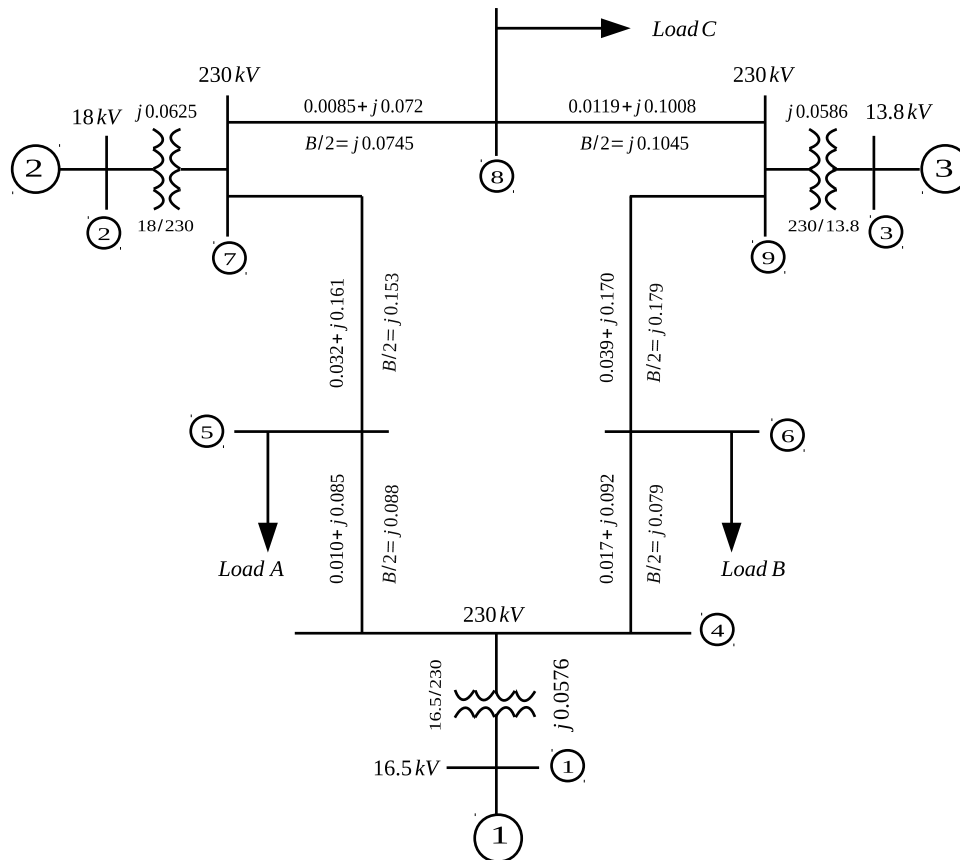 Load C
230 kV
230 kV
0.0085 + j 0.072
0.0119 + j 0.1008
j 0.0625
j 0.0586
18 kV
13.8 kV
B/2 = j 0.0745
B/2 = j 0.1045
2
3
8
18/230
230/13.8
2
3
7
9
0.032 + j 0.161
B/2 = j 0.153
0.039 + j 0.170
B/2 = j 0.179
5
6
0.010 + j 0.085
B/2 = j 0.088
0.017 + j 0.092
B/2 = j 0.079
Load A
Load B
230 kV
4
16.5/230
j 0.0576
16.5 kV
1
1